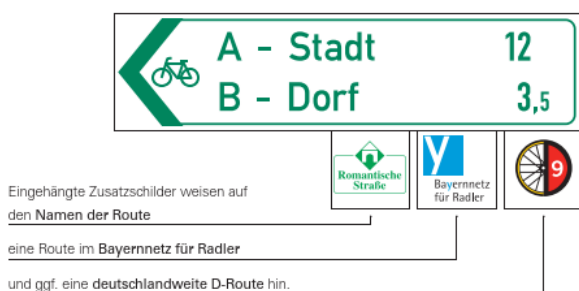 A - Stadt 12
B - Dorf 3,5
Romantische
Straße
y
Bayernnetz
für Radler
9
Eingehängte Zusatzschilder weisen auf
den Namen der Route
eine Route im Bayernnetz für Radler
und ggf. eine deutschlandweite D-Route hin.